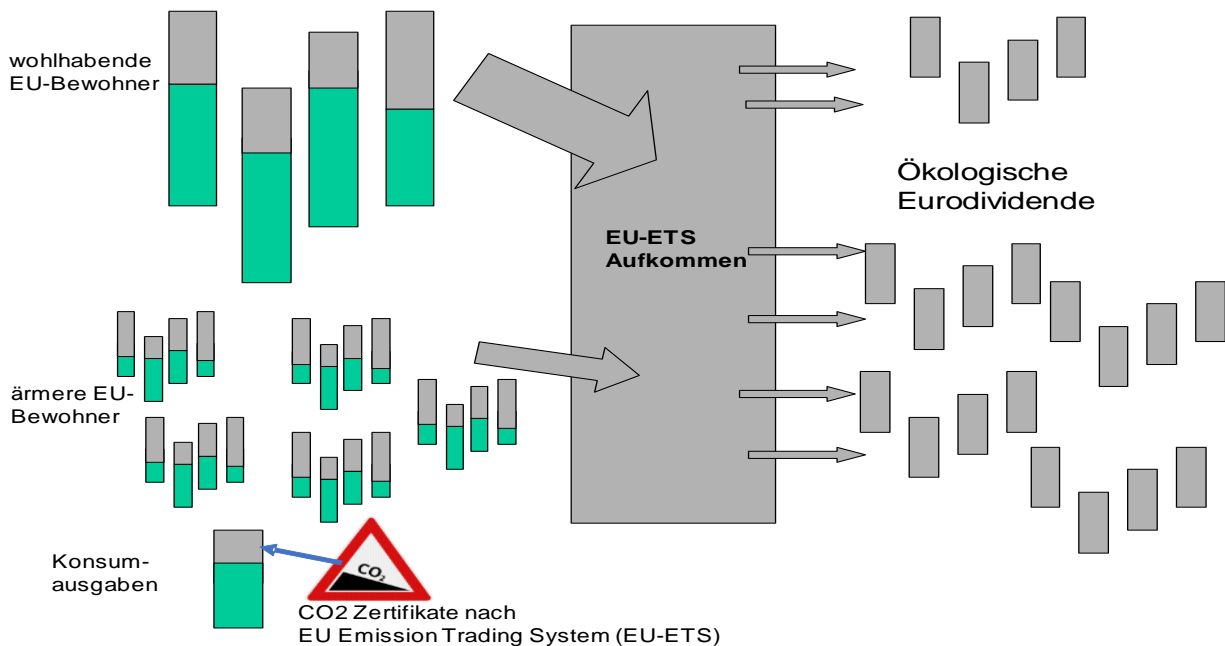 wohlhabende
EU-Bewohner
EU-ETS
Aufkommen
Ökologische
Eurodividende
ärmere EU-
Bewohner
Konsum-
ausgaben
CO2
CO2 Zertifikate nach
EU Emission Trading System (EU-ETS)